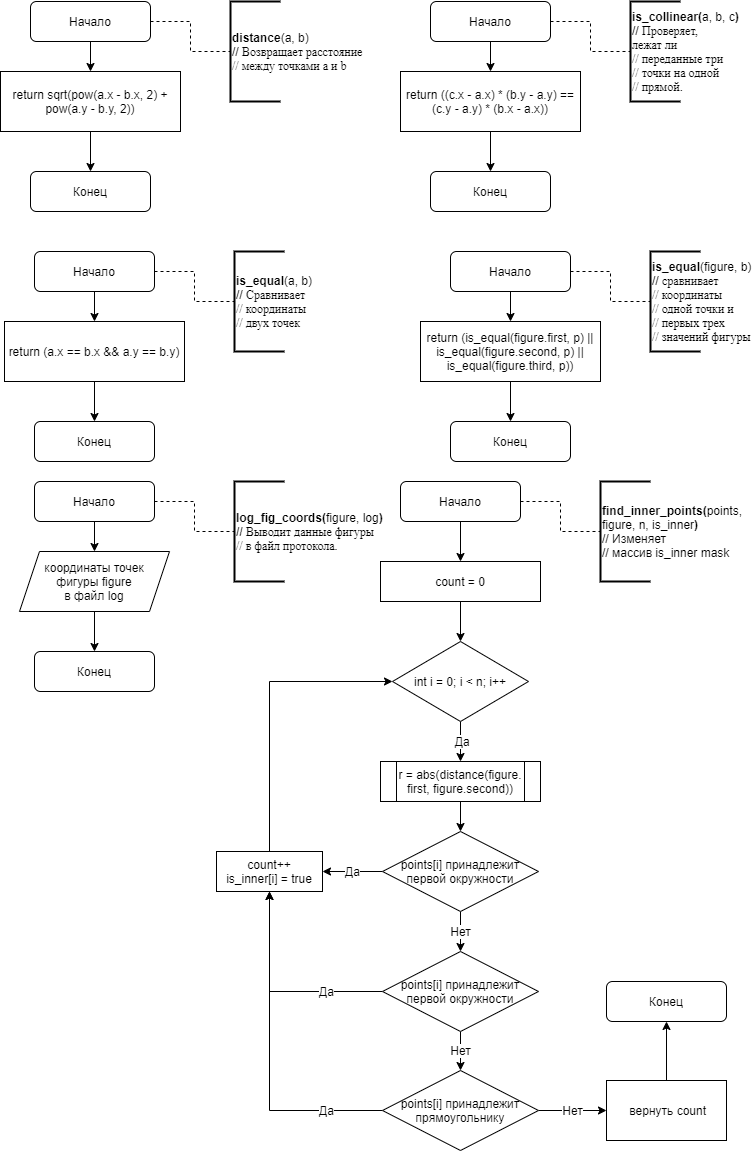 Начало
distance(a, b)
// Возвращает расстояние
// между точками a и b
return sqrt(pow(a.x - b.x, 2) +
pow(a.y - b.y, 2))
Конец
Начало
is_collinear(a, b, c)
// Проверяет,
лежат ли
// переданные три
// точки на одной
// прямой.
return ((c.x - a.x) * (b.y - a.y) ==
(c.y - a.y) * (b.x - a.x))
Конец
Начало
is_equal(a, b)
// Сравнивает
// координаты
// двух точек
return (a.x == b.x && a.y == b.y)
Конец
Начало
is_equal(figure, b)
// сравнивает
// координаты
// одной точки и
// первых трех
// значений фигуры
return (is_equal(figure.first, p) ||
is_equal(figure.second, p) ||
is_equal(figure.third, p))
Конец
Начало
log_fig_coords(figure, log)
// Выводит данные фигуры
// в файл протокола.
координаты точек
фигуры figure
в файл log
Конец
Начало
find_inner_points(points,
figure, n, is_inner)
// Изменяет
// массив is_inner mask
count = 0
int i = 0; i < n; i++
Да
r = abs(distance(figure.
first, figure.second))
points[i] принадлежит
первой окружности
Да
count++
is_inner[i] = true
Нет
points[i] принадлежит
первой окружности
Да
Нет
points[i] принадлежит
прямоугольнику
Да
Нет
вернуть count
Конец